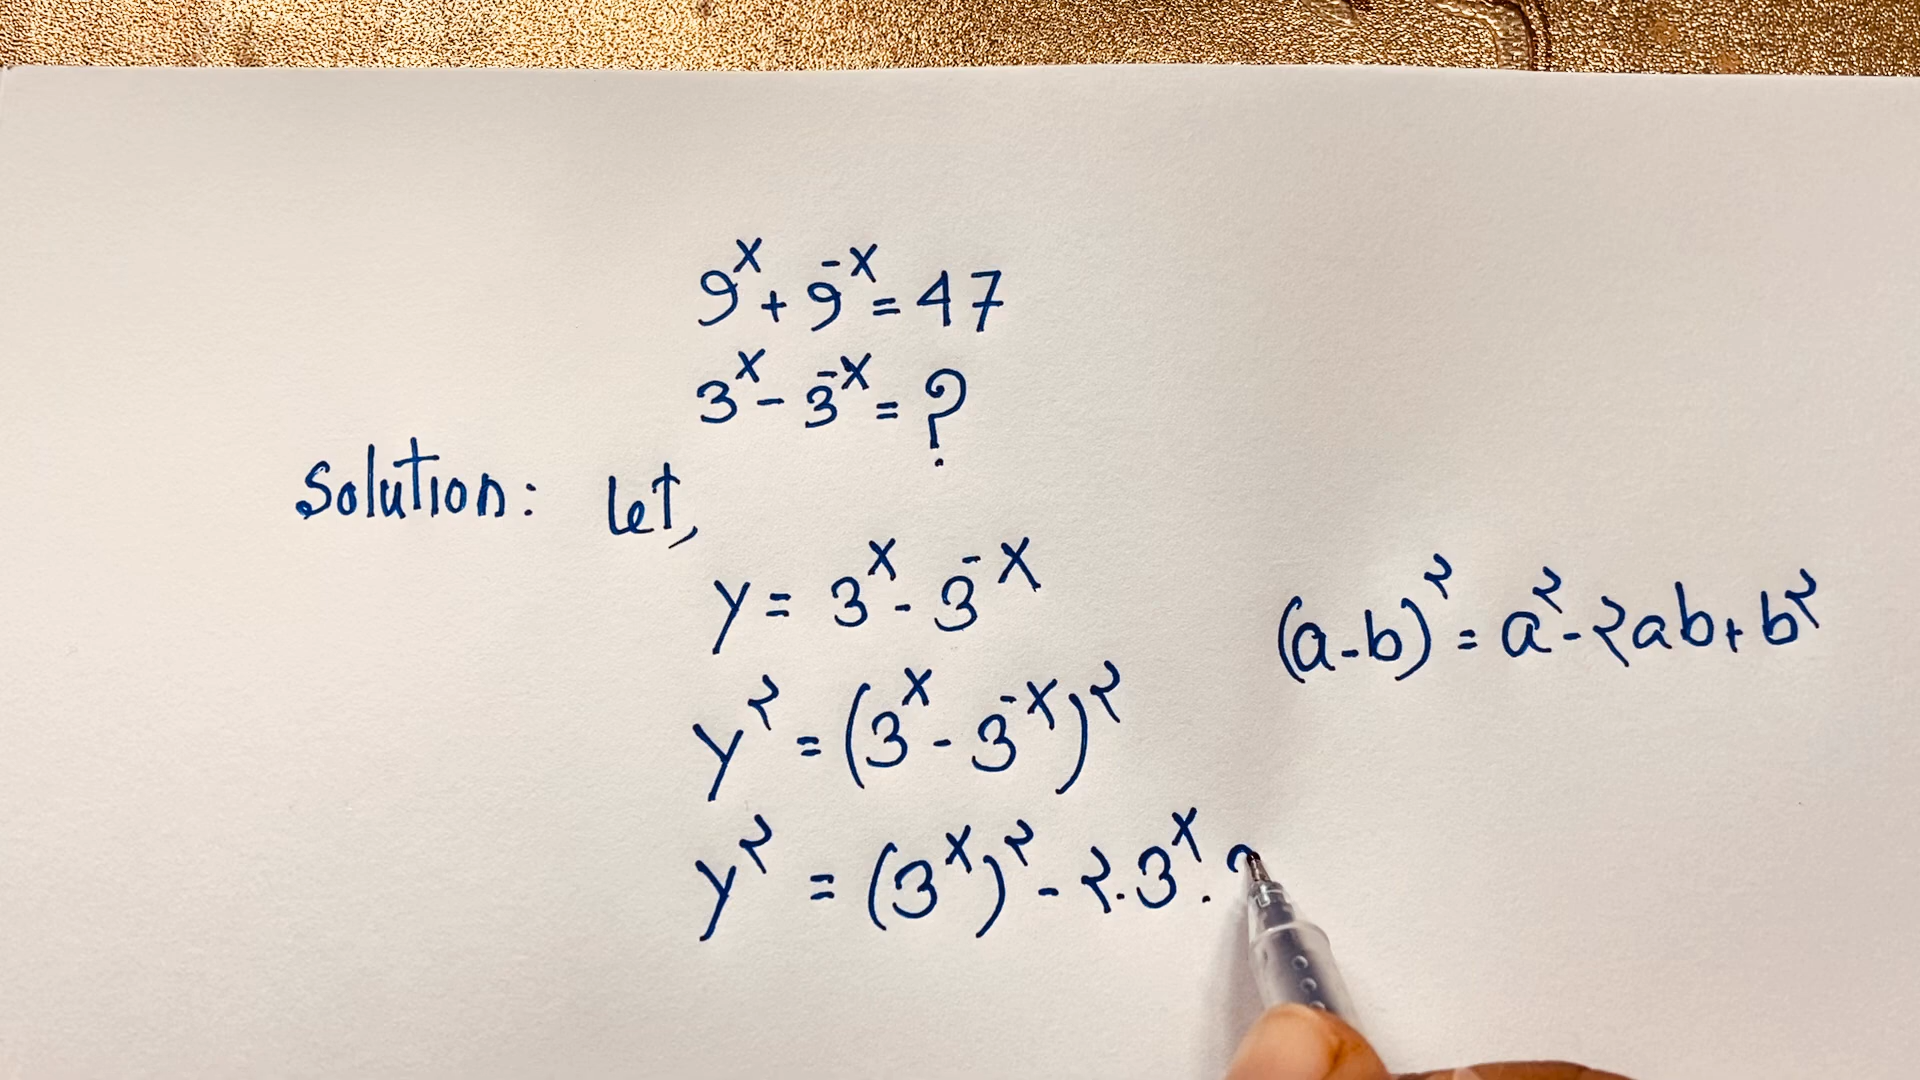 9^x + 9^-x = 47
3^x - 3^-x = ?
Solution: Let,
y = 3^x - 3^-x
(a-b)^2 = a^2 - 2ab + b^2
y^2 = (3^x - 3^-x)^2
y^2 = (3^x)^2 - 2.3^x.